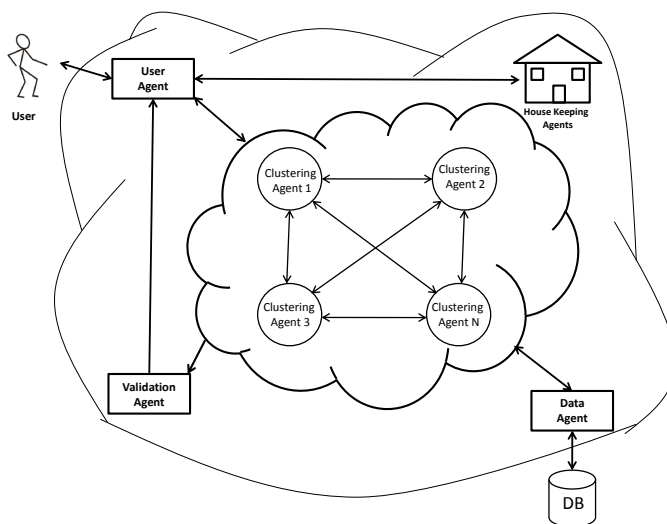 User
User
Agent
House Keeping
Agents
Clustering
Agent 1
Clustering
Agent 2
Clustering
Agent 3
Clustering
Agent N
Validation
Agent
Data
Agent
DB